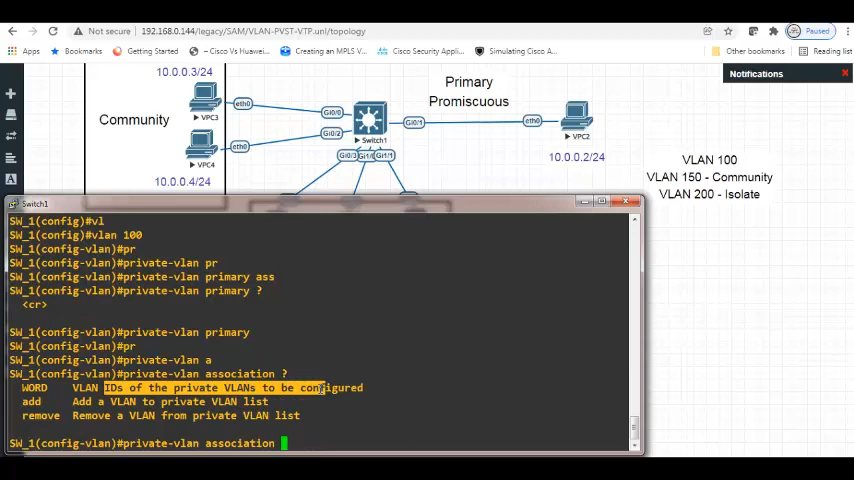 Not secure | 192.168.0.144/legacy/SAM/VLAN-PVST-VTP.unl/topology
Paused
Apps
Bookmarks
Getting Started
– Cisco Vs Huawei...
Creating an MPLS V...
Cisco Security Appli...
Simulating Cisco A...
Other bookmarks
Reading list
Notifications
10.0.0.3/24
VPC3
eth0
Gi0/0
Community
VPC4
eth0
Gi0/2
10.0.0.4/24
Switch1
Gi0/3
Gi1/1
Gi0/1
Primary
Promiscuous
eth0
VPC2
10.0.0.2/24
VLAN 100
VLAN 150 - Community
VLAN 200 - Isolate
Switch1
SW_1(config)#vl
SW_1(config)#vlan 100
SW_1(config-vlan)#pr
SW_1(config-vlan)#private-vlan pr
SW_1(config-vlan)#private-vlan primary ass
SW_1(config-vlan)#private-vlan primary ?
<cr>
SW_1(config-vlan)#private-vlan primary
SW_1(config-vlan)#pr
SW_1(config-vlan)#private-vlan a
SW_1(config-vlan)#private-vlan association ?
WORD VLAN IDs of the private VLANs to be configured
add Add a VLAN to private VLAN list
remove Remove a VLAN from private VLAN list
SW_1(config-vlan)#private-vlan association